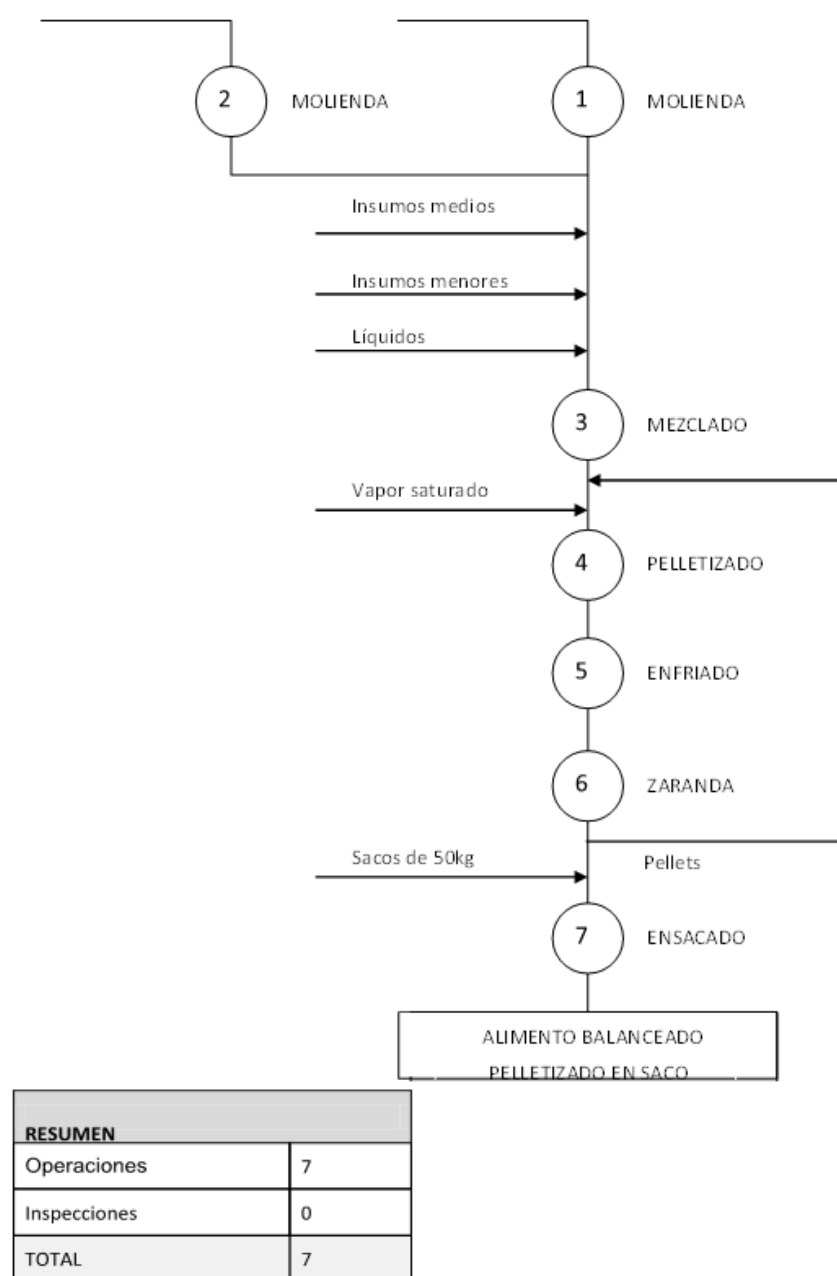 2 MOLIENDA 1 MOLIENDA
Insumos medios
Insumos menores
Líquidos
3 MEZCLADO
Vapor saturado
4 PELLETIZADO
5 ENFRIADO
6 ZARANDA
Sacos de 50kg Pellets
7 ENSACADO
ALIMENTO BALANCEADO
PELLETIZADO EN SACO
RESUMEN
Operaciones 7
Inspecciones 0
TOTAL 7